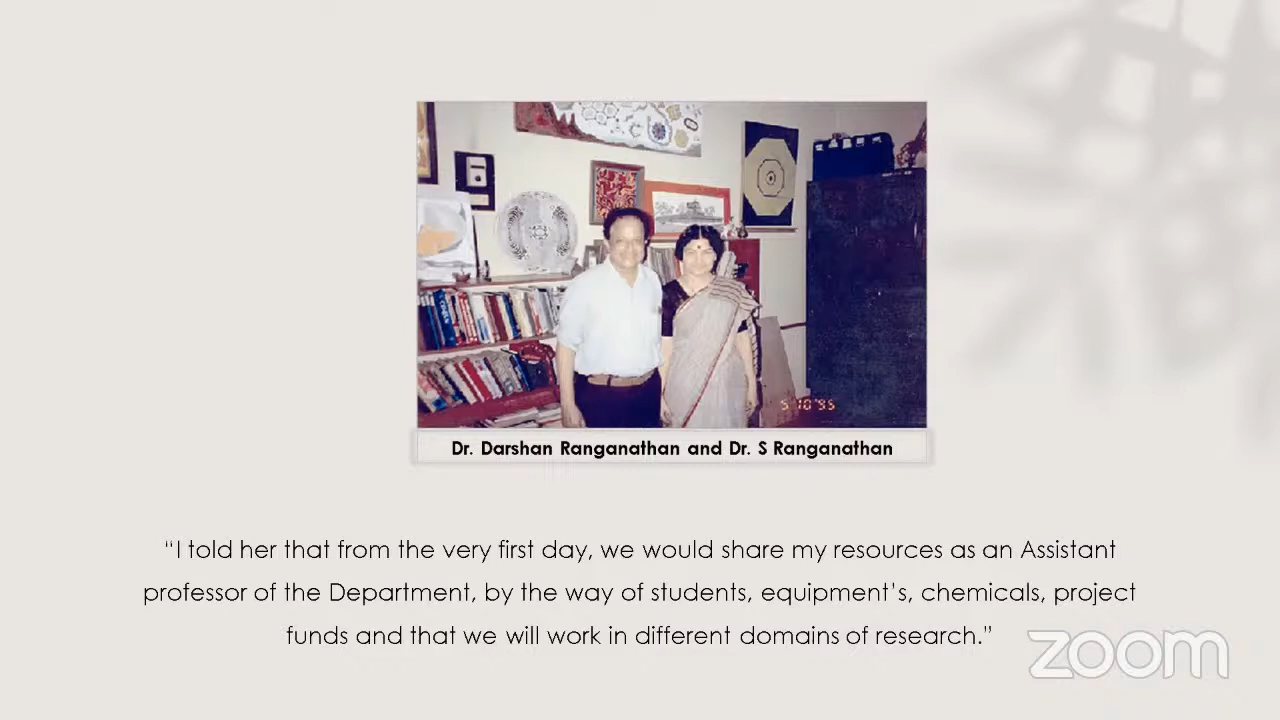 5 10 '95
Dr. Darshan Ranganathan and Dr. S Ranganathan
“I told her that from the very first day, we would share my resources as an Assistant
professor of the Department, by the way of students, equipment’s, chemicals, project
funds and that we will work in different domains of research.”
zoom